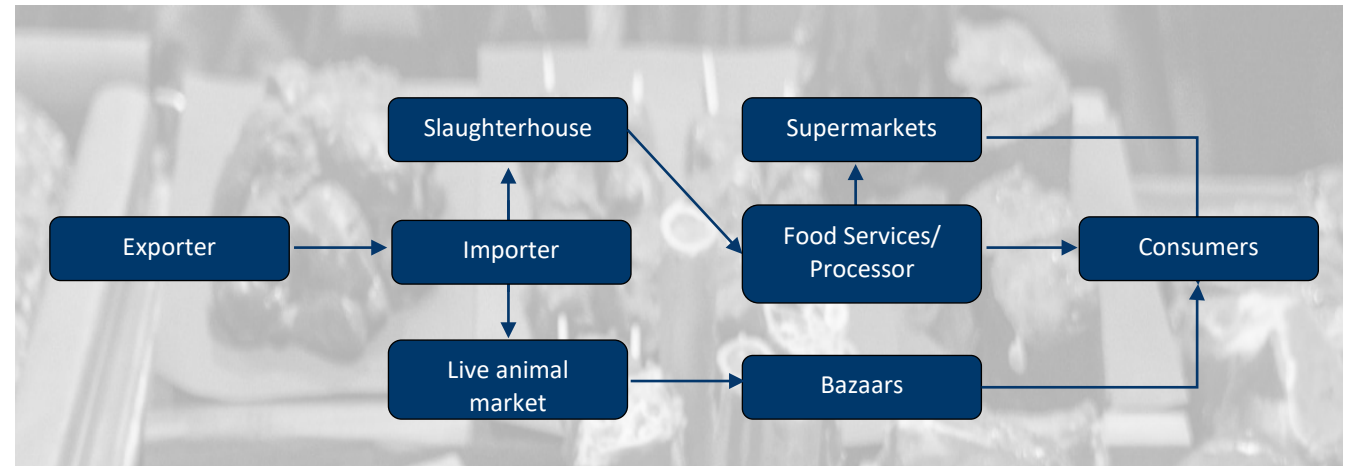 Slaughterhouse
Supermarkets
Exporter
Importer
Food Services/
Processor
Consumers
Live animal
market
Bazaars